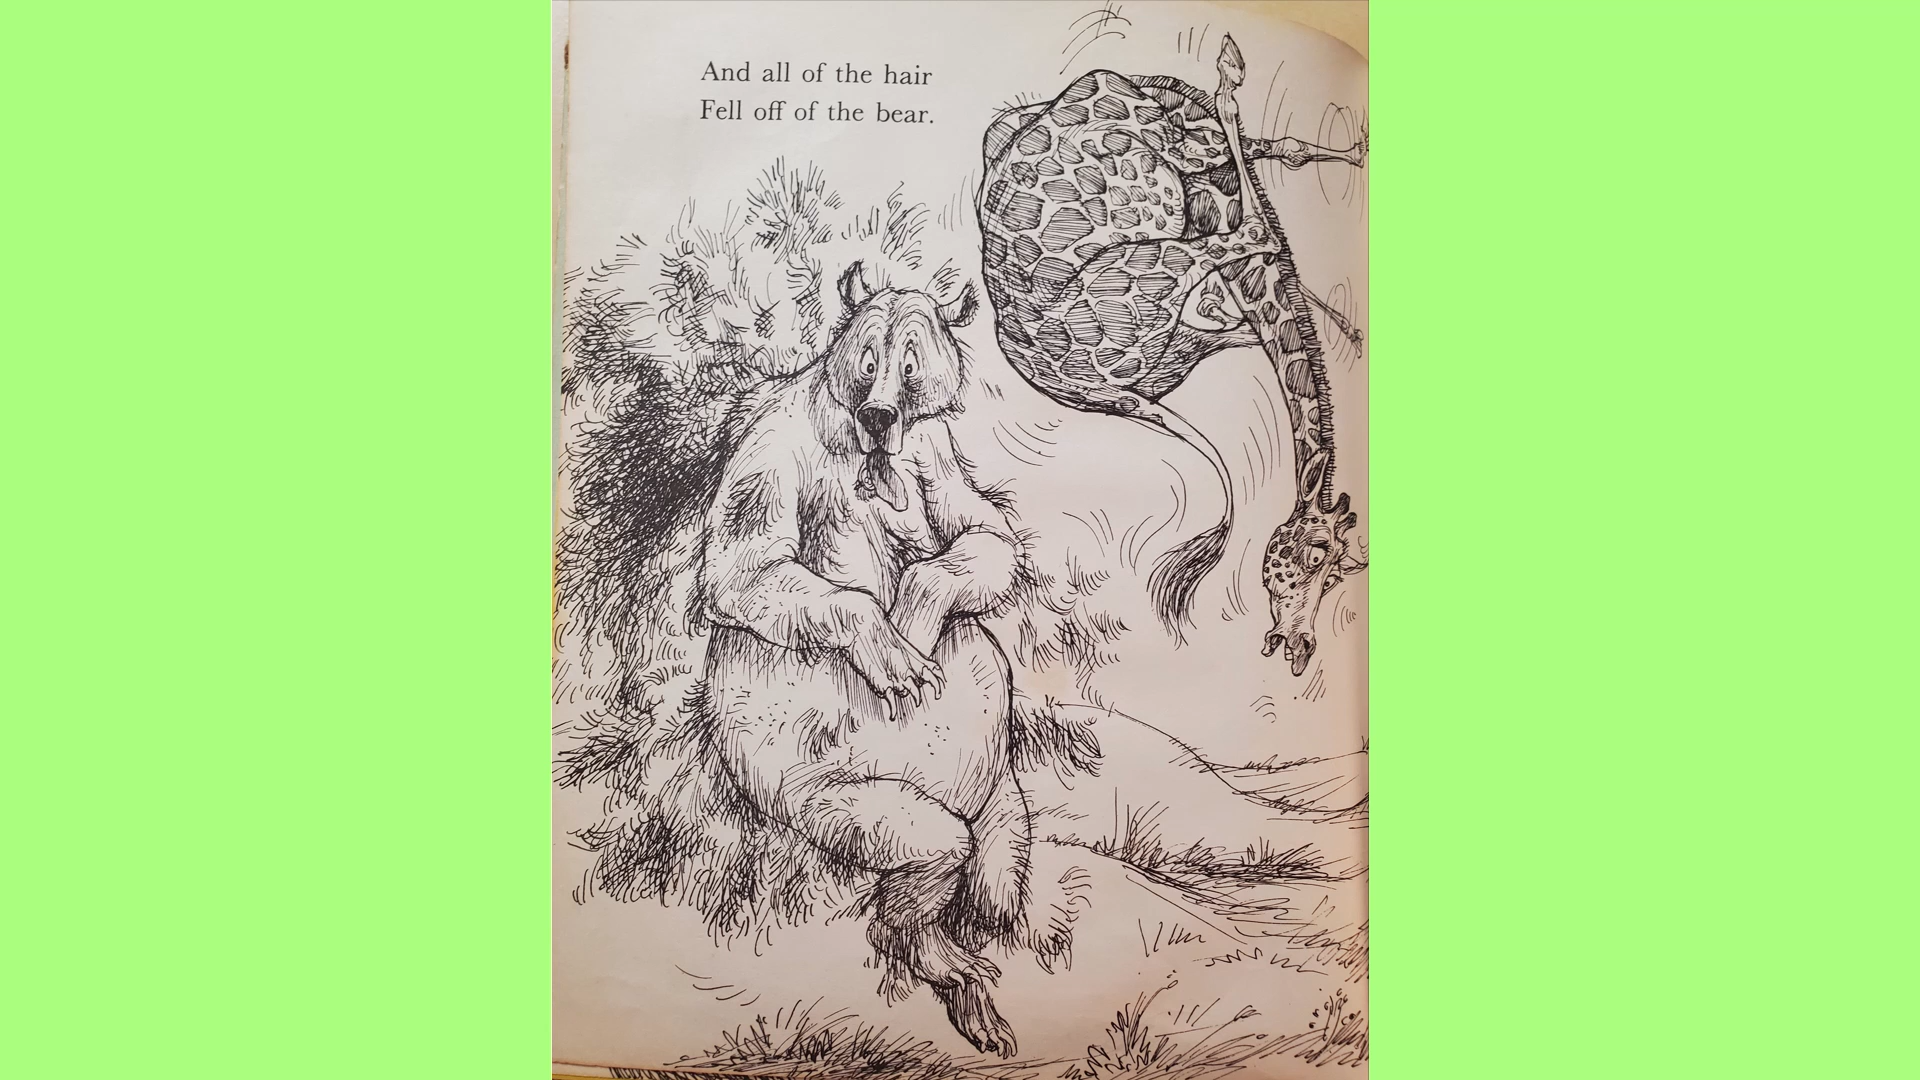 And all of the hair
Fell off of the bear.